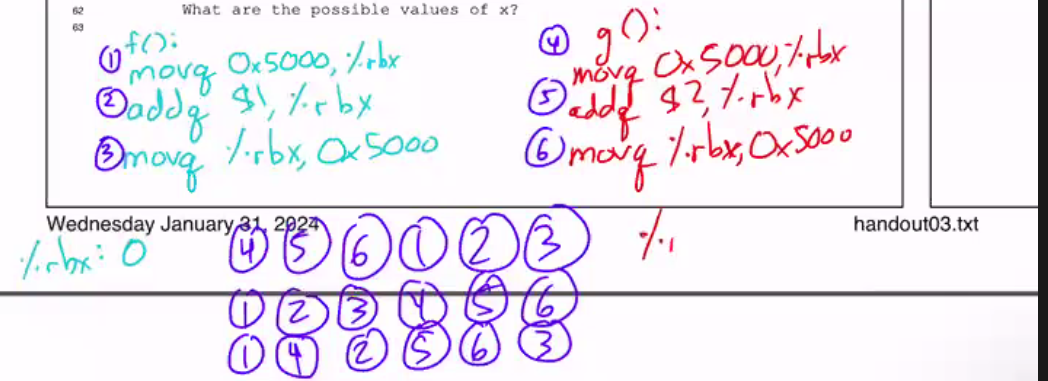 62 What are the possible values of x?
63
f():
① movq 0x5000, %rbx
② addq $1, %rbx
③ movq %rbx, 0x5000
④ g():
movq 0x5000, %rbx
⑤ addq $2, %rbx
⑥ movq %rbx, 0x5000
Wednesday January 31, 2024 handout03.txt
%rbx: 0
④ ⑤ ⑥ ① ② ③
%r
① ② ③ ④ ⑤ ⑥
① ④ ② ⑤ ⑥ ③